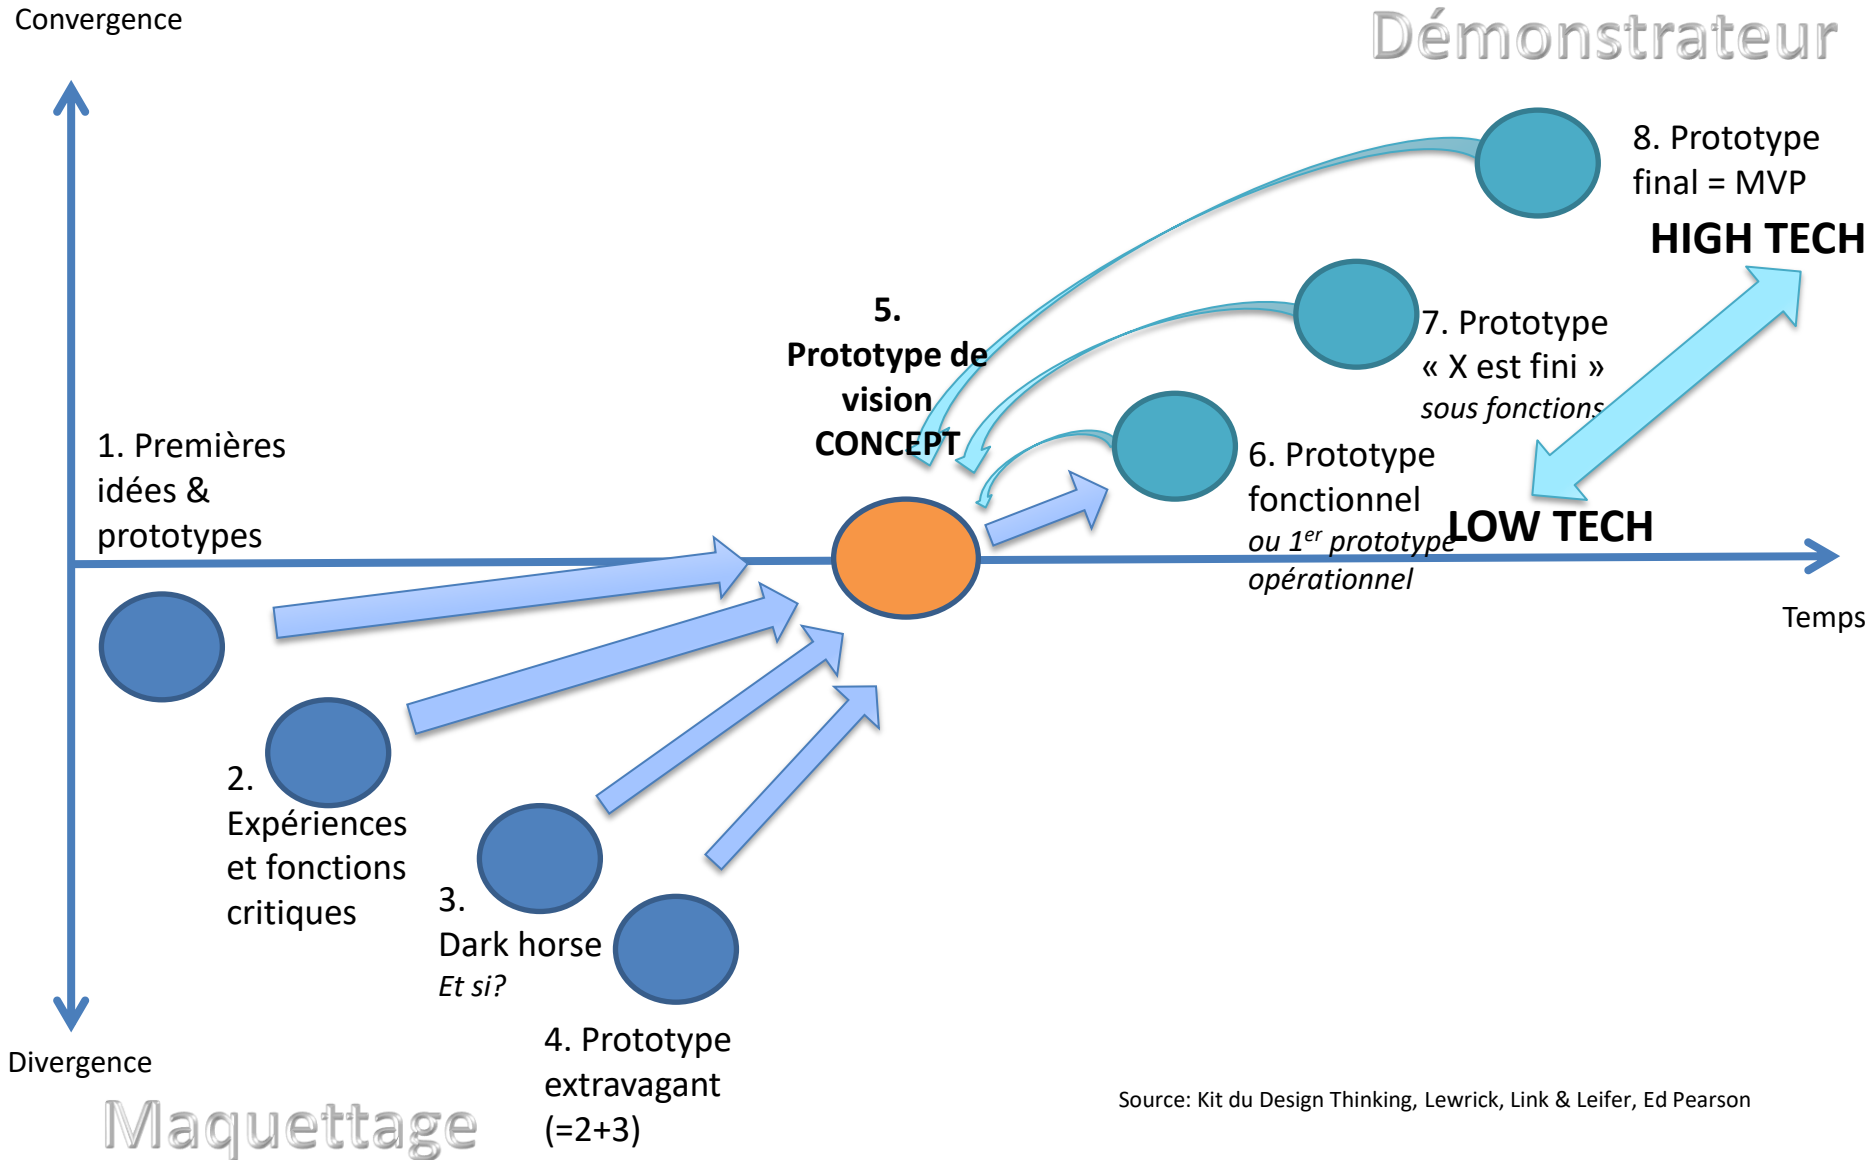 Convergence
Démonstrateur
8. Prototype
final = MVP
HIGH TECH
5.
Prototype de
vision
CONCEPT
7. Prototype
« X est fini »
sous fonctions
1. Premières
idées &
prototypes
6. Prototype
fonctionnel
ou 1er prototype
opérationnel
LOW TECH
Temps
2.
Expériences
et fonctions
critiques
3.
Dark horse
Et si?
4. Prototype
extravagant
(=2+3)
Divergence
Maquettage
Source: Kit du Design Thinking, Lewrick, Link & Leifer, Ed Pearson